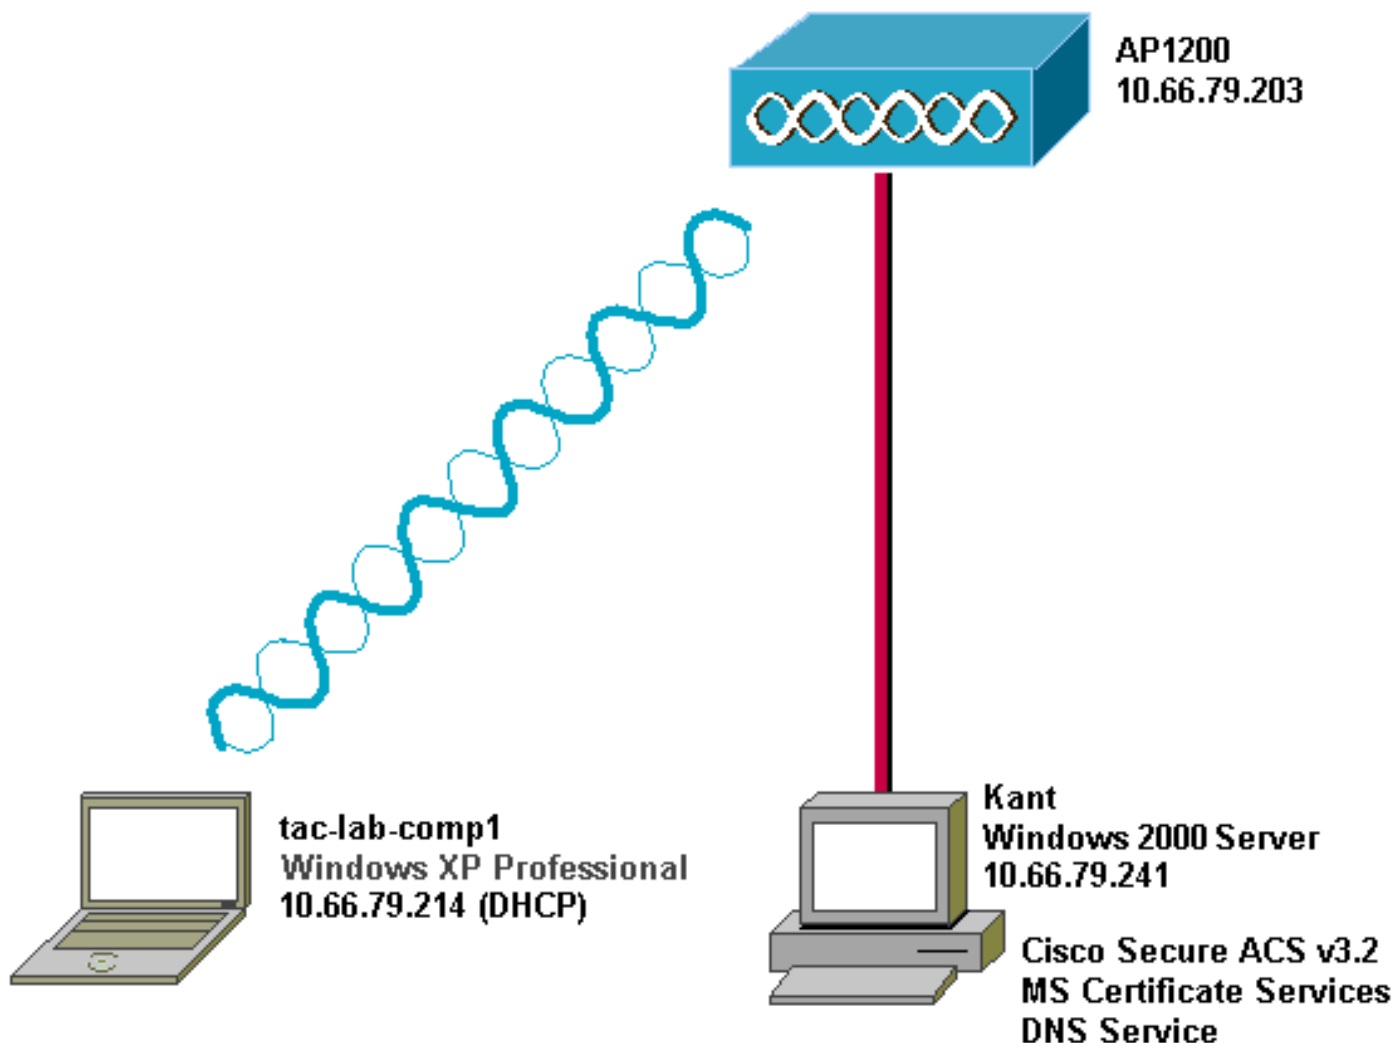 AP1200
10.66.79.203
tac-lab-comp1
Windows XP Professional
10.66.79.214 (DHCP)
Kant
Windows 2000 Server
10.66.79.241
Cisco Secure ACS v3.2
MS Certificate Services
DNS Service